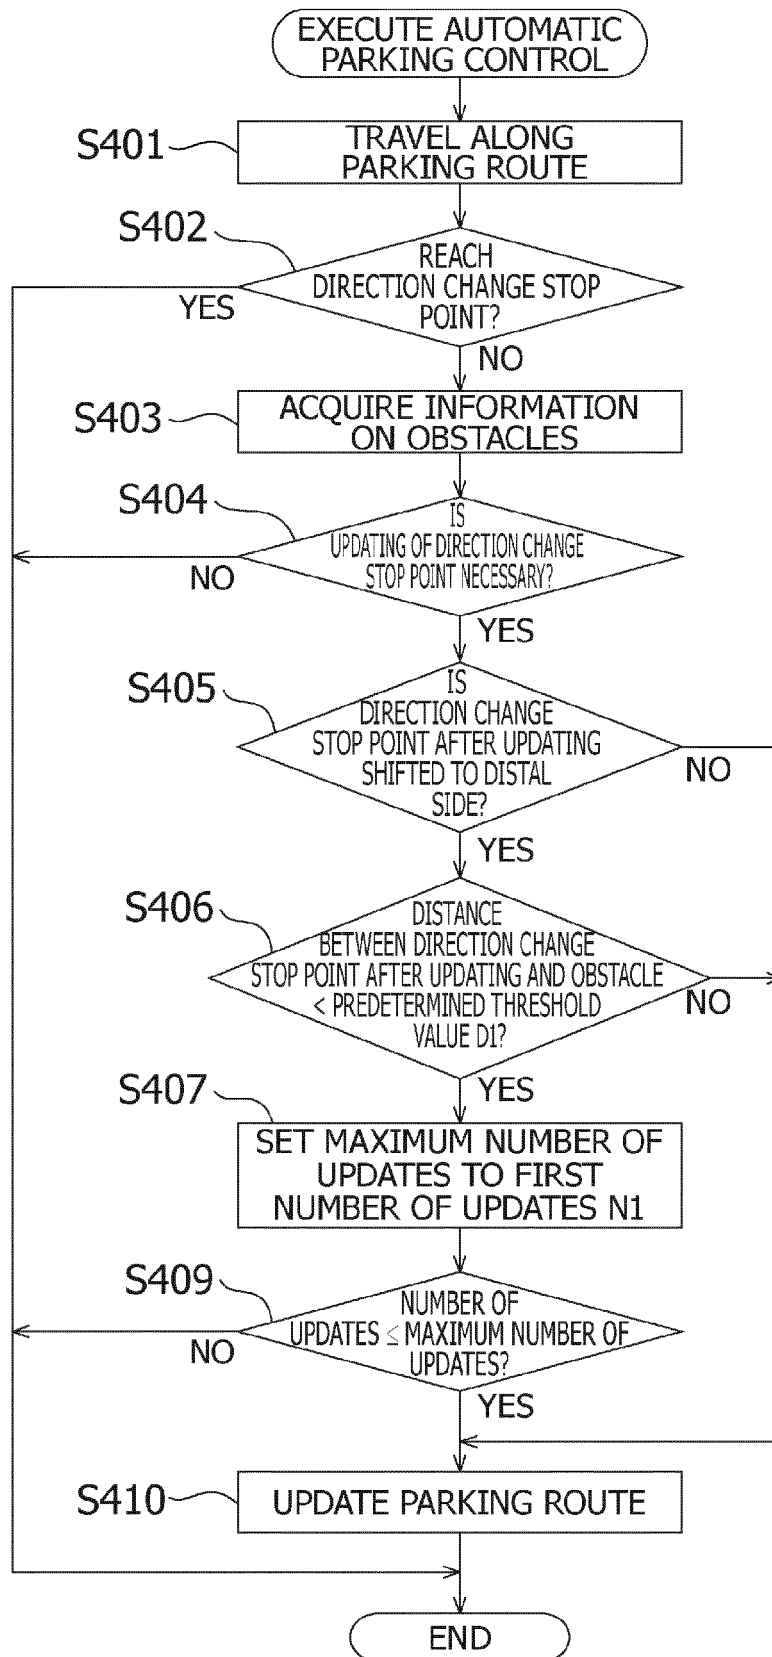 EXECUTE AUTOMATIC
PARKING CONTROL
S401
TRAVEL ALONG
PARKING ROUTE
S402
REACH
DIRECTION CHANGE STOP
POINT?
YES
NO
S403
ACQUIRE INFORMATION
ON OBSTACLES
S404
IS
UPDATING OF DIRECTION CHANGE
STOP POINT NECESSARY?
NO
YES
S405
IS
DIRECTION CHANGE
STOP POINT AFTER UPDATING
SHIFTED TO DISTAL
SIDE?
NO
YES
S406
DISTANCE
BETWEEN DIRECTION CHANGE
STOP POINT AFTER UPDATING AND OBSTACLE
< PREDETERMINED THRESHOLD
VALUE D1?
NO
YES
S407
SET MAXIMUM NUMBER OF
UPDATES TO FIRST
NUMBER OF UPDATES N1
S409
NUMBER OF
UPDATES ≤ MAXIMUM NUMBER OF
UPDATES?
NO
YES
S410
UPDATE PARKING ROUTE
END